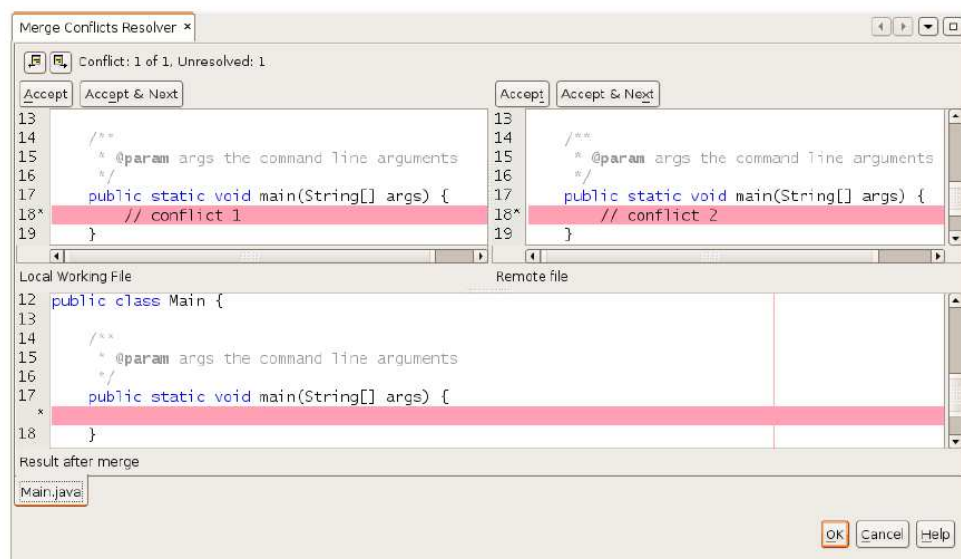 Merge Conflicts Resolver ×
Conflict: 1 of 1, Unresolved: 1
Accept Accept & Next
13
14 /**
15 * @param args the command line arguments
16 */
17 public static void main(String[] args) {
18* // conflict 1
19 }
Local Working File
Accept Accept & Next
13
14 /**
15 * @param args the command line arguments
16 */
17 public static void main(String[] args) {
18* // conflict 2
19 }
Remote file
12 public class Main {
13
14 /**
15 * @param args the command line arguments
16 */
17 public static void main(String[] args) {
*
18 }
Result after merge
Main.java
OK Cancel Help